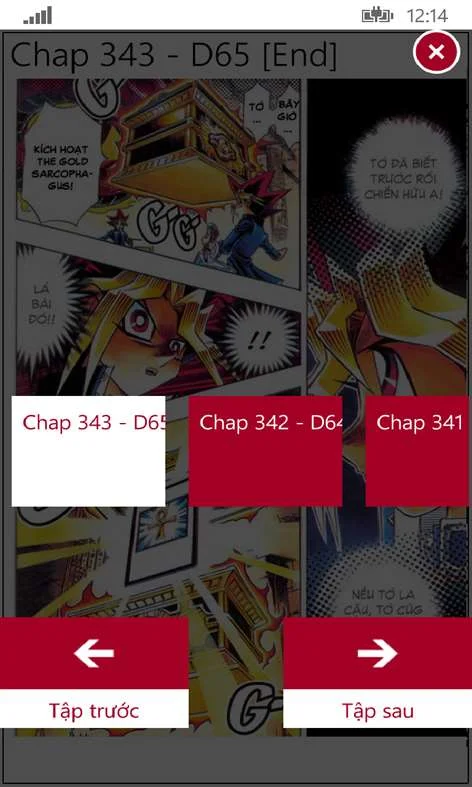 12:14
Chap 343 - D65 [End]
KÍCH HOẠT
THE GOLD
SARCOPHA-
GUS!
TỚ
...
BÂY
GIỜ
...
TỚ ĐÃ BIẾT
TRƯỚC RỒI
CHIẾN HỮU À!
LÁ
BÀI
ĐÓ!!
!!
Chap 343 - D65
Chap 342 - D64
Chap 341
NẾU TỚ LÀ
CẬU, TỚ CŨG
Tập trước
Tập sau